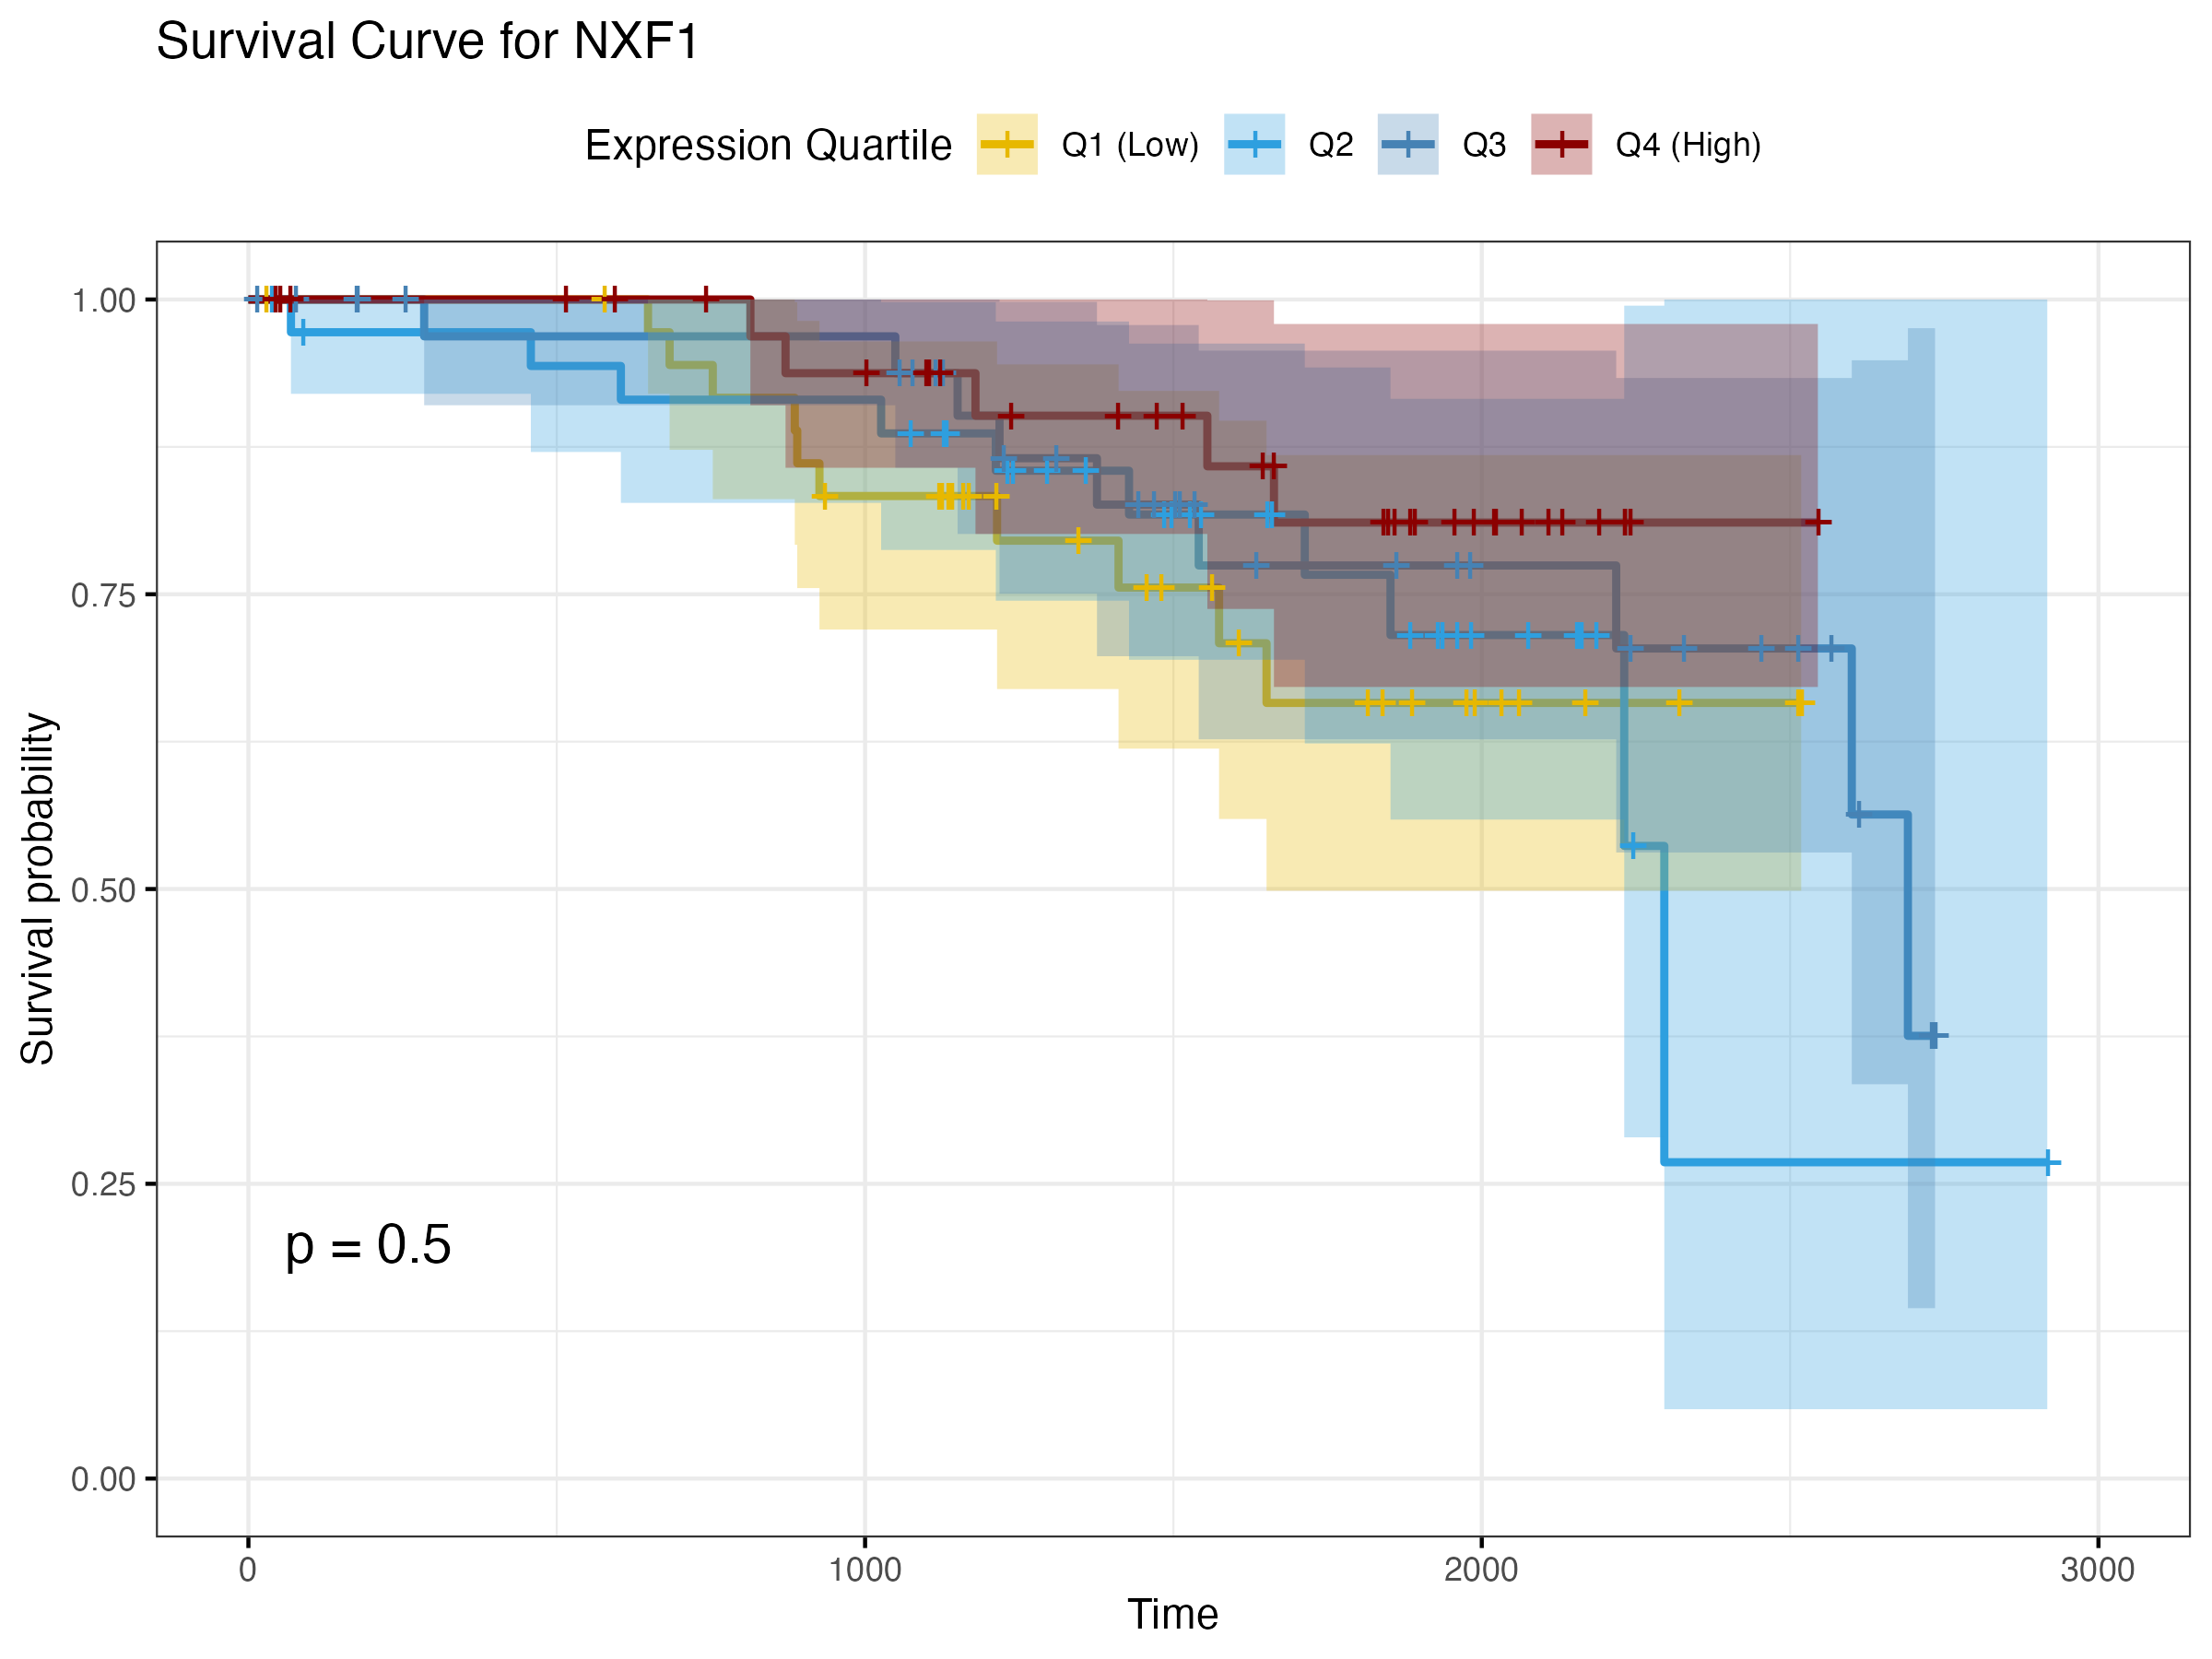 Survival Curve for NXF1
Expression Quartile Q1 (Low) Q2 Q3 Q4 (High)
1.00
0.75
0.50
0.25
0.00
Survival probability
p = 0.5
0 1000 2000 3000
Time